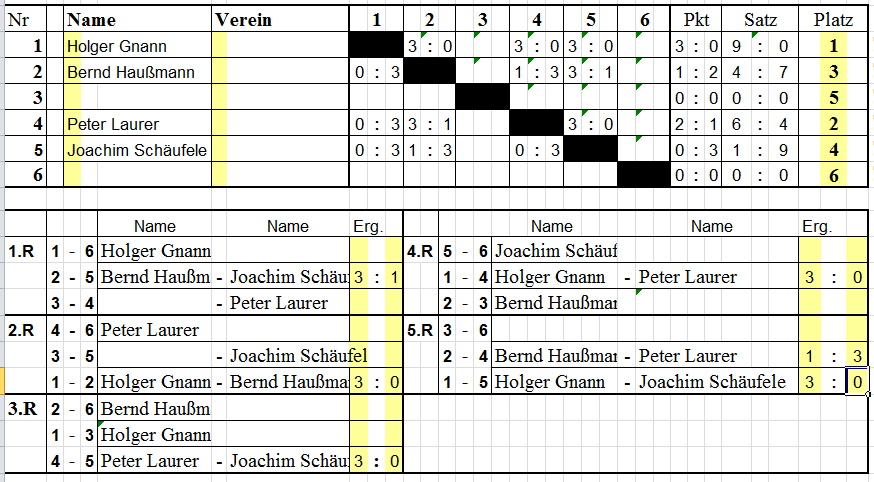 Nr Name Verein 1 2 3 4 5 6 Pkt Satz Platz
1 Holger Gnann 3 : 0 3 : 0 3 : 0 3 : 0 9 : 0 1
2 Bernd Haußmann 0 : 3 1 : 3 3 : 1 1 : 2 4 : 7 3
3 0 : 0 0 : 0 5
4 Peter Laurer 0 : 3 3 : 1 3 : 0 2 : 1 6 : 4 2
5 Joachim Schäufele 0 : 3 1 : 3 0 : 3 0 : 3 1 : 9 4
6 0 : 0 0 : 0 6
Name Name Erg.
1.R 1 - 6 Holger Gnann
2 - 5 Bernd Haußm - Joachim Schäu 3 : 1
3 - 4 - Peter Laurer
2.R 4 - 6 Peter Laurer
3 - 5 - Joachim Schäufel
1 - 2 Holger Gnann - Bernd Haußma 3 : 0
3.R 2 - 6 Bernd Haußm
1 - 3 Holger Gnann
4 - 5 Peter Laurer - Joachim Schäu 3 : 0
Name Name Erg.
4.R 5 - 6 Joachim Schäuf
1 - 4 Holger Gnann - Peter Laurer 3 : 0
2 - 3 Bernd Haußman
5.R 3 - 6
2 - 4 Bernd Haußman - Peter Laurer 1 : 3
1 - 5 Holger Gnann - Joachim Schäufele 3 : 0